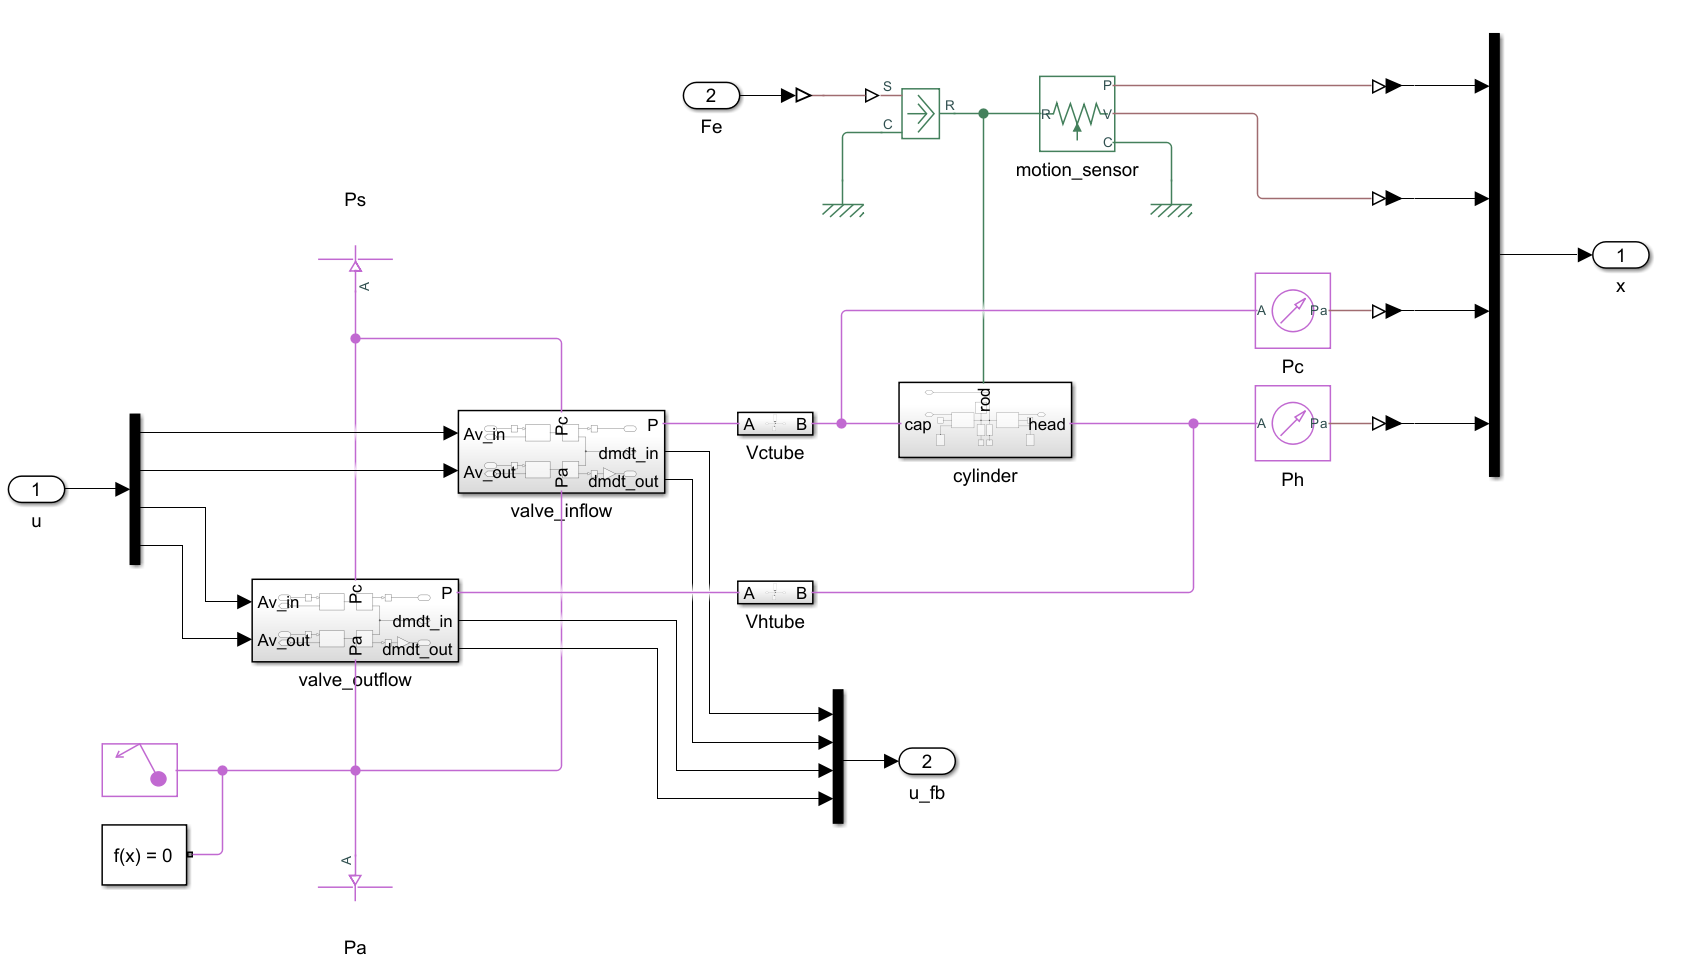 2
Fe
S
C
R
R
P
V
C
motion_sensor
Ps
A
1
x
A
Pa
Pc
1
u
Av_in
Av_out
Pc
Pa
P
dmdt_in
dmdt_out
valve_inflow
A
B
Vctube
cap
rod
head
cylinder
A
Pa
Ph
Av_in
Av_out
Pc
Pa
P
dmdt_in
dmdt_out
valve_outflow
A
B
Vhtube
2
u_fb
f(x) = 0
A
Pa